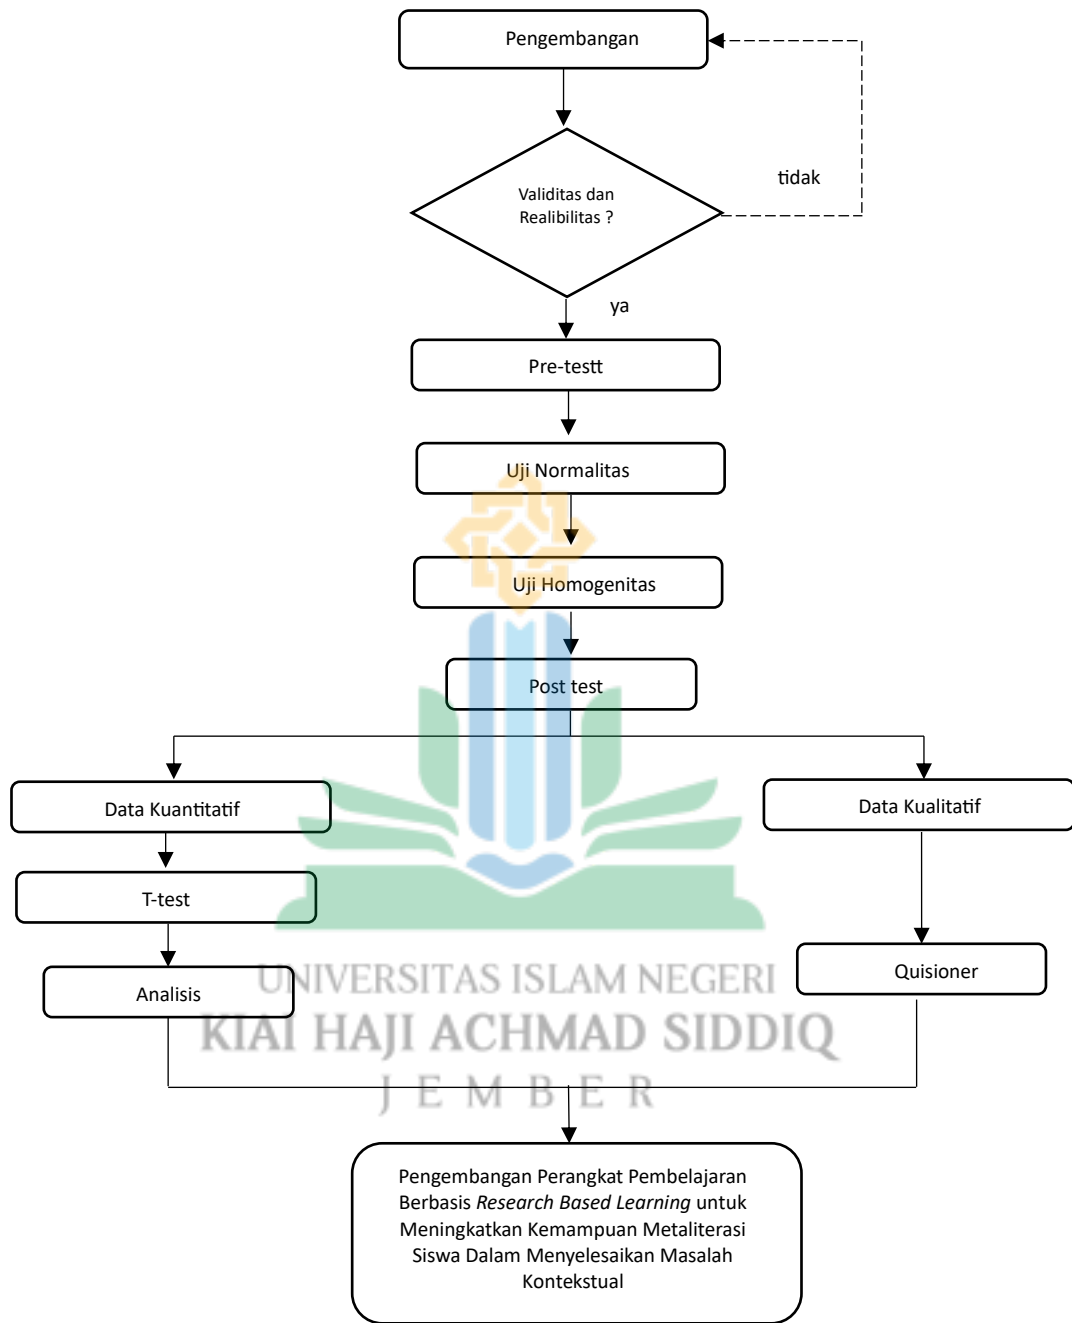 Pengembangan
Validitas dan
Realibilitas ?
tidak
ya
Pre-testt
Uji Normalitas
Uji Homogenitas
Post test
Data Kuantitatif
Data Kualitatif
T-test
Quisioner
Analisis
UNIVERSITAS ISLAM NEGERI
KIAI HAJI ACHMAD SIDDIQ
JEMBER
Pengembangan Perangkat Pembelajaran
Berbasis Research Based Learning untuk
Meningkatkan Kemampuan Metaliterasi
Siswa Dalam Menyelesaikan Masalah
Kontekstual